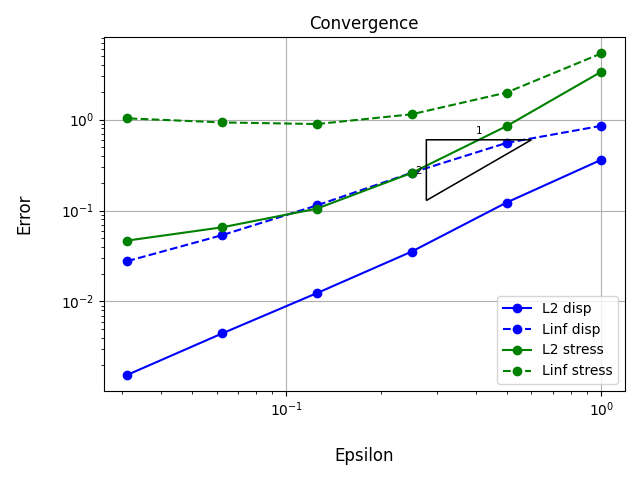 Convergence
Error
10⁰
10⁻¹
10⁻²
1
2
L2 disp
Linf disp
L2 stress
Linf stress
10⁻¹
10⁰
Epsilon